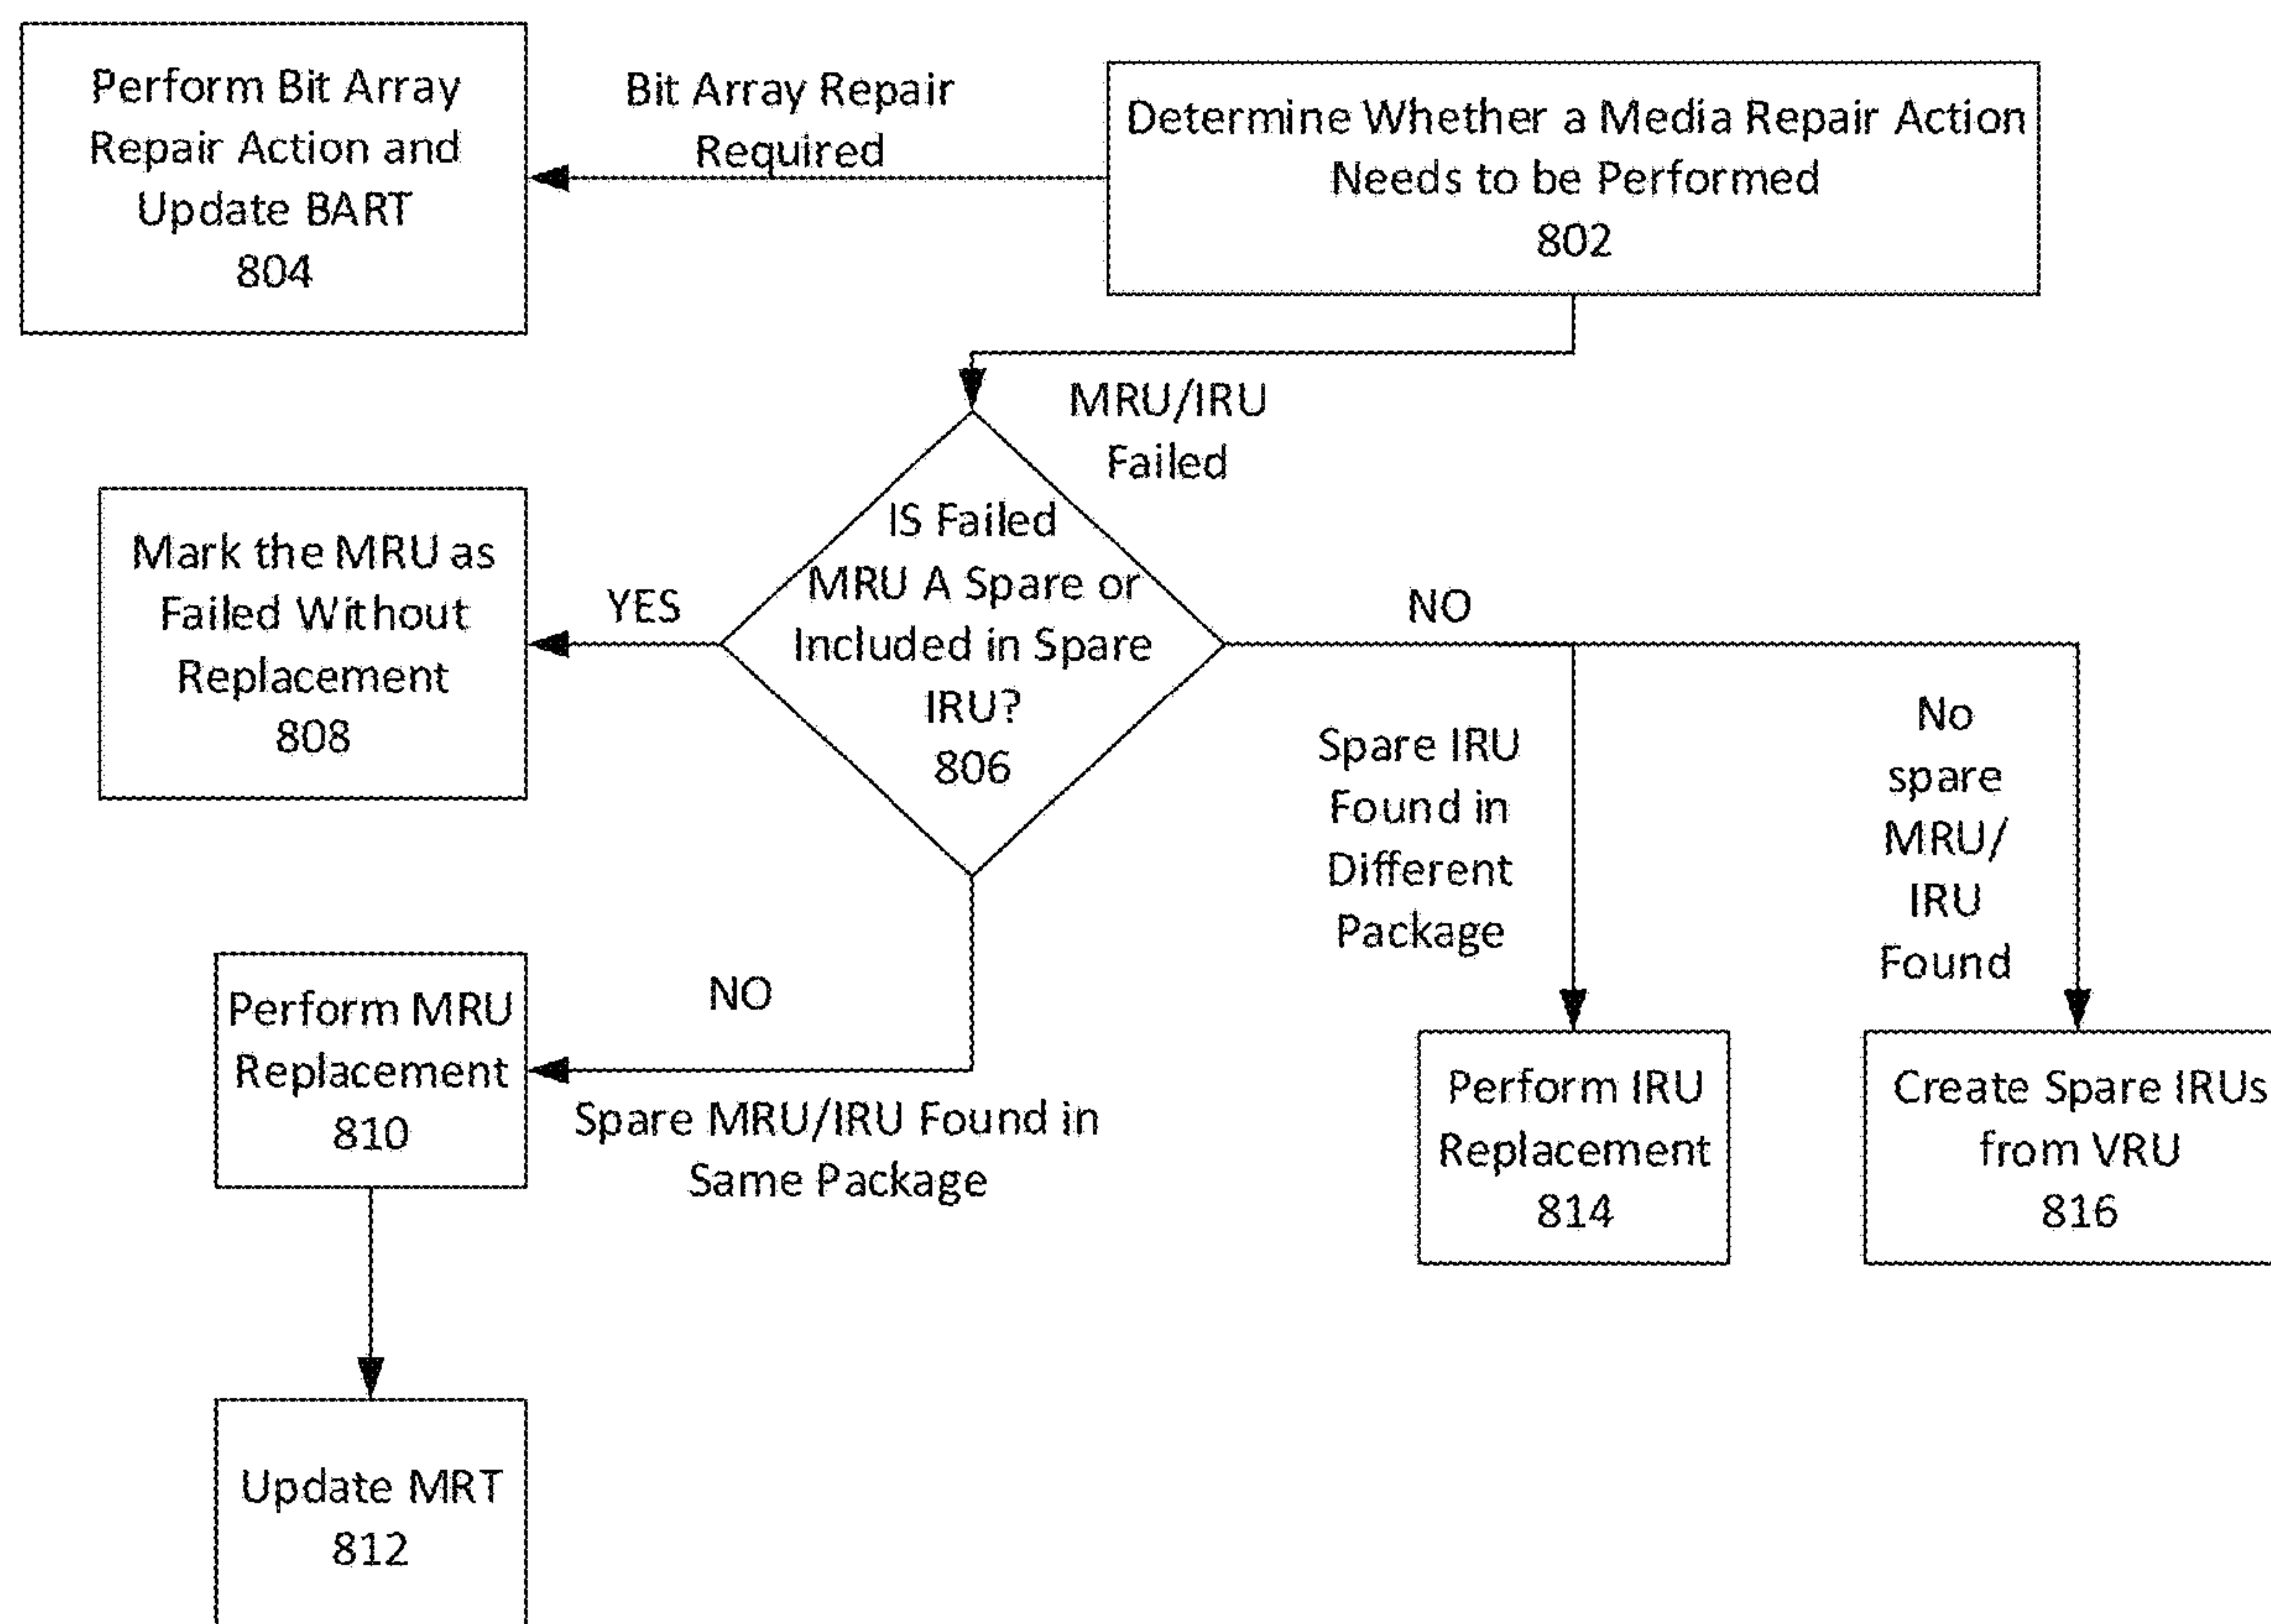 Perform Bit Array
Repair Action and
Update BART
804
Bit Array Repair
Required
Determine Whether a Media Repair Action
Needs to be Performed
802
MRU/IRU
Failed
IS Failed
MRU A Spare or
Included in Spare
IRU?
806
YES
Mark the MRU as
Failed Without
Replacement
808
NO
Spare IRU
Found in
Different
Package
No
spare
MRU/
IRU
Found
NO
Spare MRU/IRU Found in
Same Package
Perform MRU
Replacement
810
Perform IRU
Replacement
814
Create Spare IRUs
from VRU
816
Update MRT
812